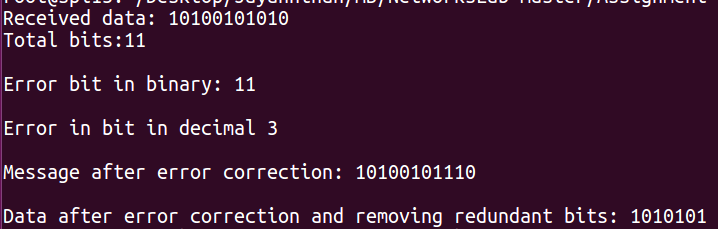 Received data: 10100101010
Total bits:11
Error bit in binary: 11
Error in bit in decimal 3
Message after error correction: 10100101110
Data after error correction and removing redundant bits: 1010101